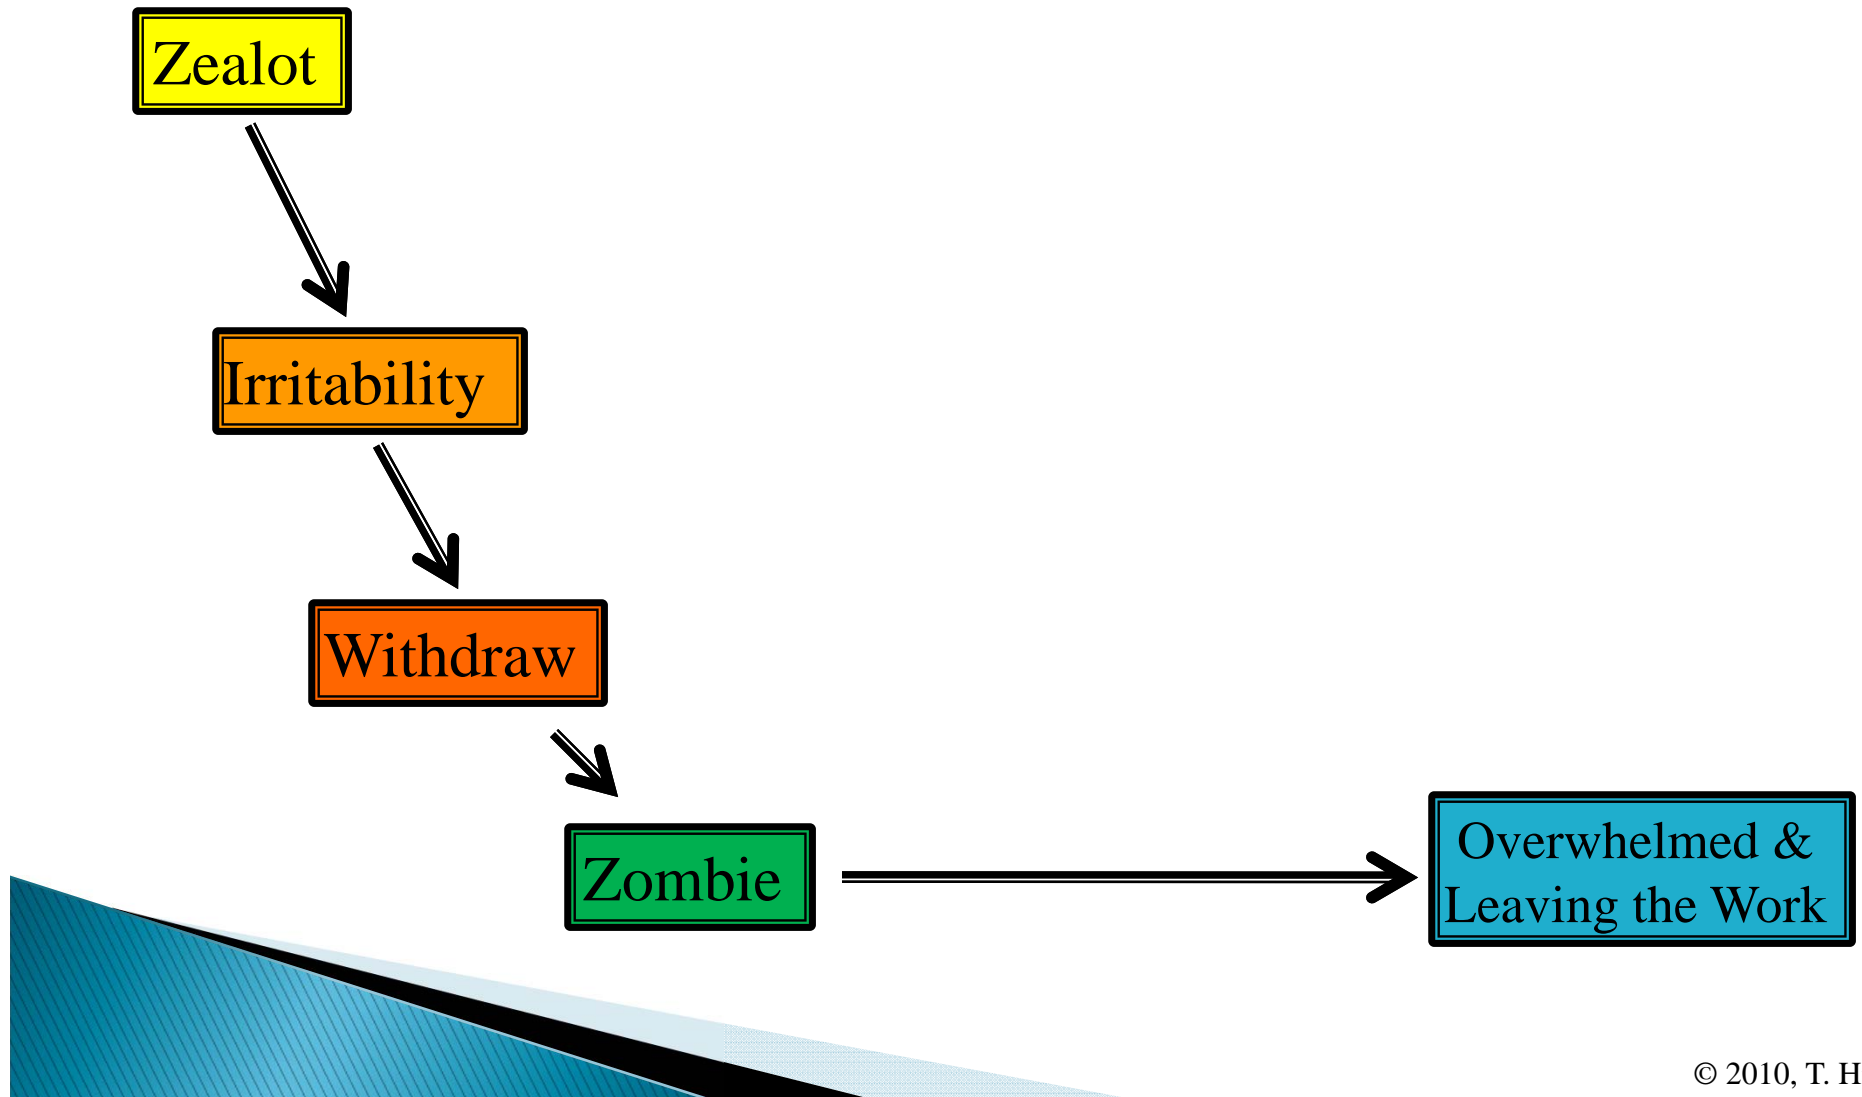 Zealot
Irritability
Withdraw
Zombie
Overwhelmed &
Leaving the Work
© 2010, T. H